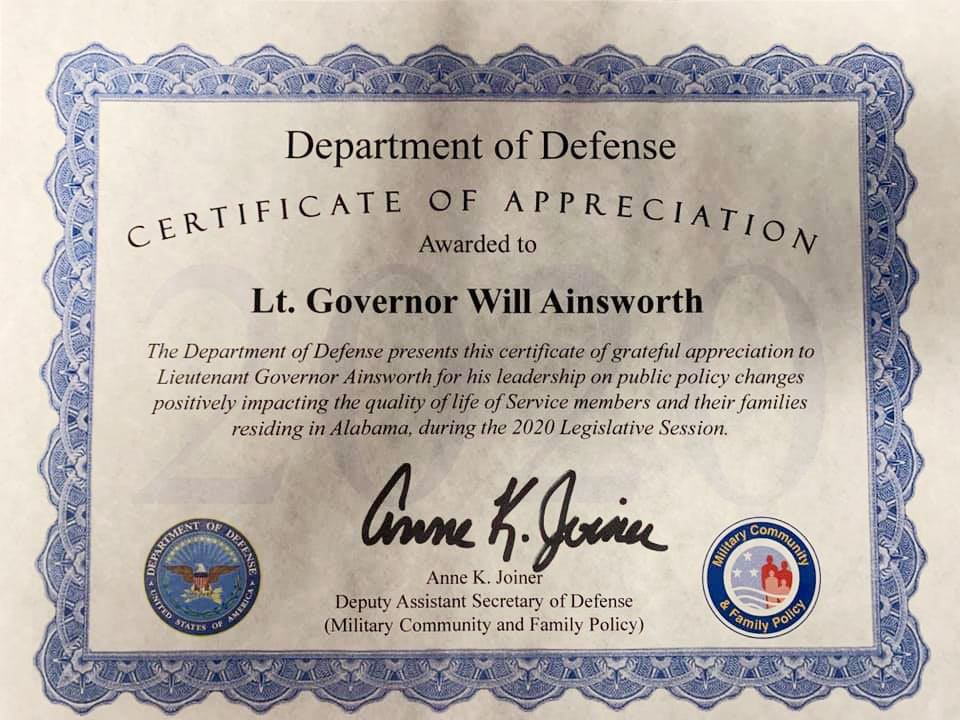 Department of Defense
CERTIFICATE OF APPRECIATION
Awarded to
2020
Lt. Governor Will Ainsworth
The Department of Defense presents this certificate of grateful appreciation to
Lieutenant Governor Ainsworth for his leadership on public policy changes
positively impacting the quality of life of Service members and their families
residing in Alabama, during the 2020 Legislative Session.
Anne K. Joiner
Anne K. Joiner
Deputy Assistant Secretary of Defense
(Military Community and Family Policy)
DEPARTMENT OF DEFENSE
UNITED STATES OF AMERICA
Military Community
& Family Policy